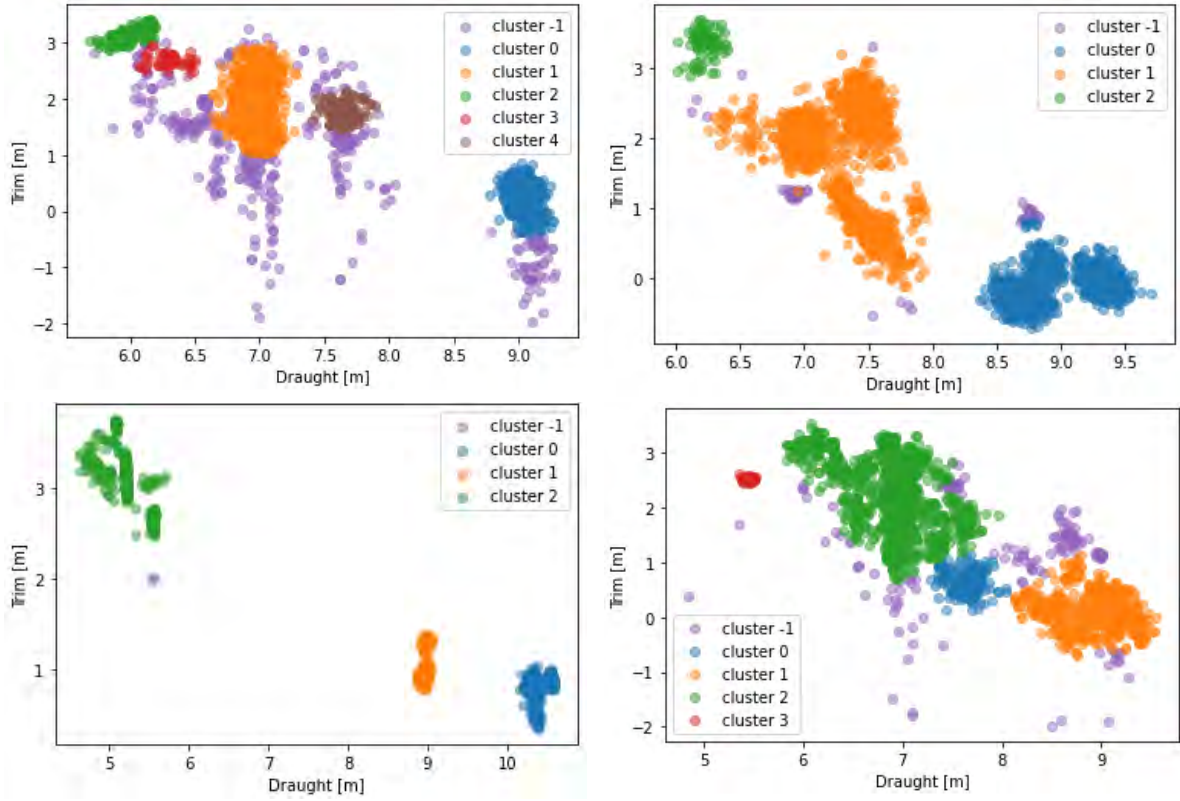 3
2
1
0
−1
−2
Trim [m]
6.0 6.5 7.0 7.5 8.0 8.5 9.0
Draught [m]
cluster -1
cluster 0
cluster 1
cluster 2
cluster 3
cluster 4
4
3
2
1
0
Trim [m]
6.0 6.5 7.0 7.5 8.0 8.5 9.0 9.5
Draught [m]
cluster -1
cluster 0
cluster 1
cluster 2
3
2
1
Trim [m]
5 6 7 8 9 10
Draught [m]
cluster -1
cluster 0
cluster 1
cluster 2
3
2
1
0
−1
−2
Trim [m]
5 6 7 8 9
Draught [m]
cluster -1
cluster 0
cluster 1
cluster 2
cluster 3